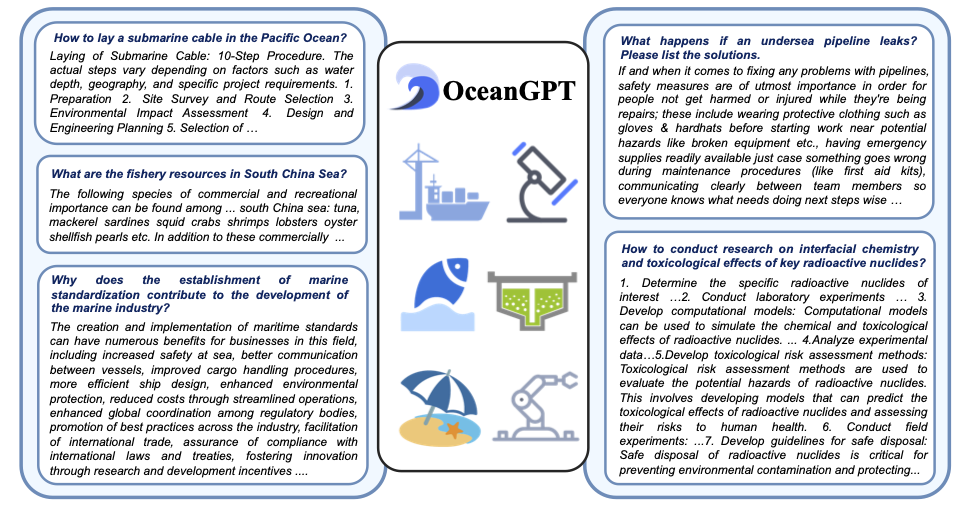 How to lay a submarine cable in the Pacific Ocean?
Laying of Submarine Cable: 10-Step Procedure. The
actual steps vary depending on factors such as water
depth, geography, and specific project requirements. 1.
Preparation 2. Site Survey and Route Selection 3.
Environmental Impact Assessment 4. Design and
Engineering Planning 5. Selection of …
What are the fishery resources in South China Sea?
The following species of commercial and recreational
importance can be found among ... south China sea: tuna,
mackerel sardines squid crabs shrimps lobsters oyster
shellfish pearls etc. In addition to these commercially ...
Why does the establishment of marine
standardization contribute to the development of
the marine industry?
The creation and implementation of maritime standards
can have numerous benefits for businesses in this field,
including increased safety at sea, better communication
between vessels, improved cargo handling procedures,
more efficient ship design, enhanced environmental
protection, reduced costs through streamlined operations,
enhanced global coordination among regulatory bodies,
promotion of best practices across the industry, facilitation
of international trade, assurance of compliance with
international laws and treaties, fostering innovation
through research and development incentives ....
OceanGPT
What happens if an undersea pipeline leaks?
Please list the solutions.
If and when it comes to fixing any problems with pipelines,
safety measures are of utmost importance in order for
people not get harmed or injured while they're being
repairs; these include wearing protective clothing such as
gloves & hardhats before starting work near potential
hazards like broken equipment etc., having emergency
supplies readily available just case something goes wrong
during maintenance procedures (like first aid kits),
communicating clearly between team members so
everyone knows what needs doing next steps wise …
How to conduct research on interfacial chemistry
and toxicological effects of key radioactive nuclides?
1. Determine the specific radioactive nuclides of
interest …2. Conduct laboratory experiments … 3.
Develop computational models: Computational models
can be used to simulate the chemical and toxicological
effects of radioactive nuclides. ... 4.Analyze experimental
data…5.Develop toxicological risk assessment methods:
Toxicological risk assessment methods are used to
evaluate the potential hazards of radioactive nuclides.
This involves developing models that can predict the
toxicological effects of radioactive nuclides and assessing
their risks to human health. 6. Conduct field
experiments: ...7. Develop guidelines for safe disposal:
Safe disposal of radioactive nuclides is critical for
preventing environmental contamination and protecting...